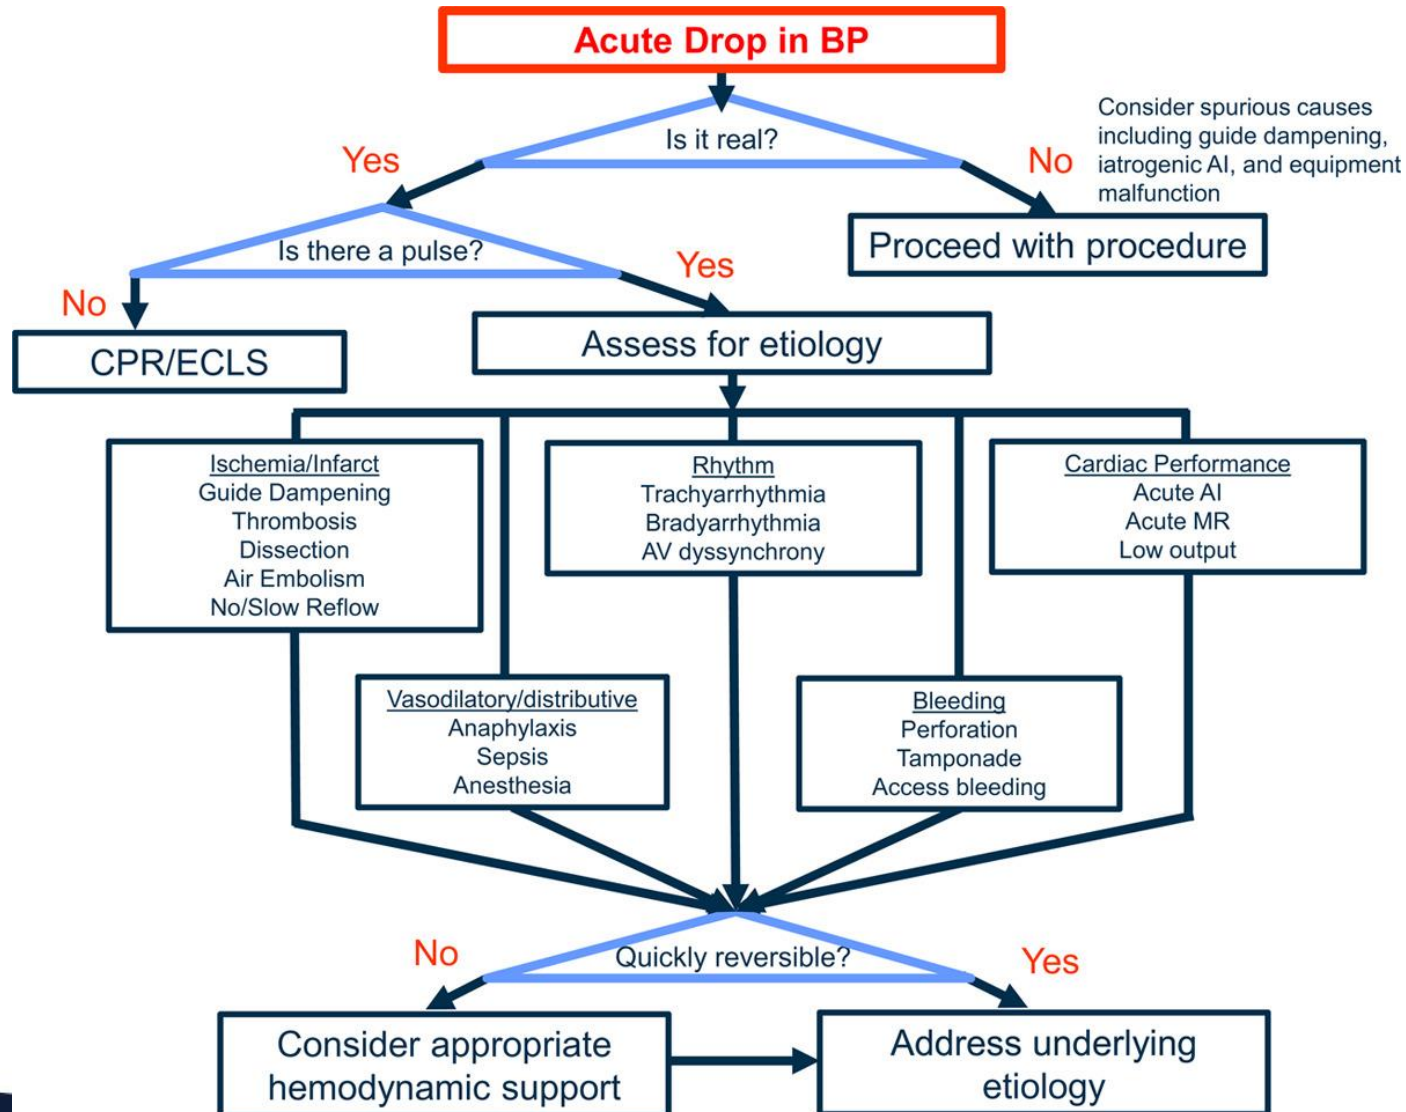 Acute Drop in BP
Is it real?
Yes
No
Consider spurious causes
including guide dampening,
iatrogenic AI, and equipment
malfunction
Proceed with procedure
Is there a pulse?
No
Yes
CPR/ECLS
Assess for etiology
Ischemia/Infarct
Guide Dampening
Thrombosis
Dissection
Air Embolism
No/Slow Reflow
Rhythm
Trachyarrhythmia
Bradyarrhythmia
AV dyssynchrony
Cardiac Performance
Acute AI
Acute MR
Low output
Vasodilatory/distributive
Anaphylaxis
Sepsis
Anesthesia
Bleeding
Perforation
Tamponade
Access bleeding
Quickly reversible?
No
Yes
Consider appropriate
hemodynamic support
Address underlying
etiology